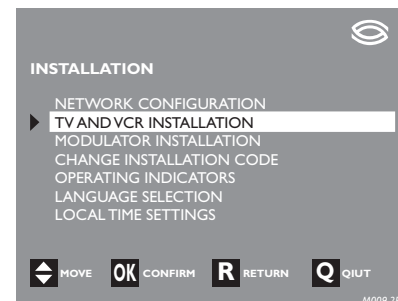 INSTALLATION
NETWORK CONFIGURATION
TV AND VCR INSTALLATION
MODULATOR INSTALLATION
CHANGE INSTALLATION CODE
OPERATING INDICATORS
LANGUAGE SELECTION
LOCAL TIME SETTINGS
MOVE OK CONFIRM R RETURN Q QIUT